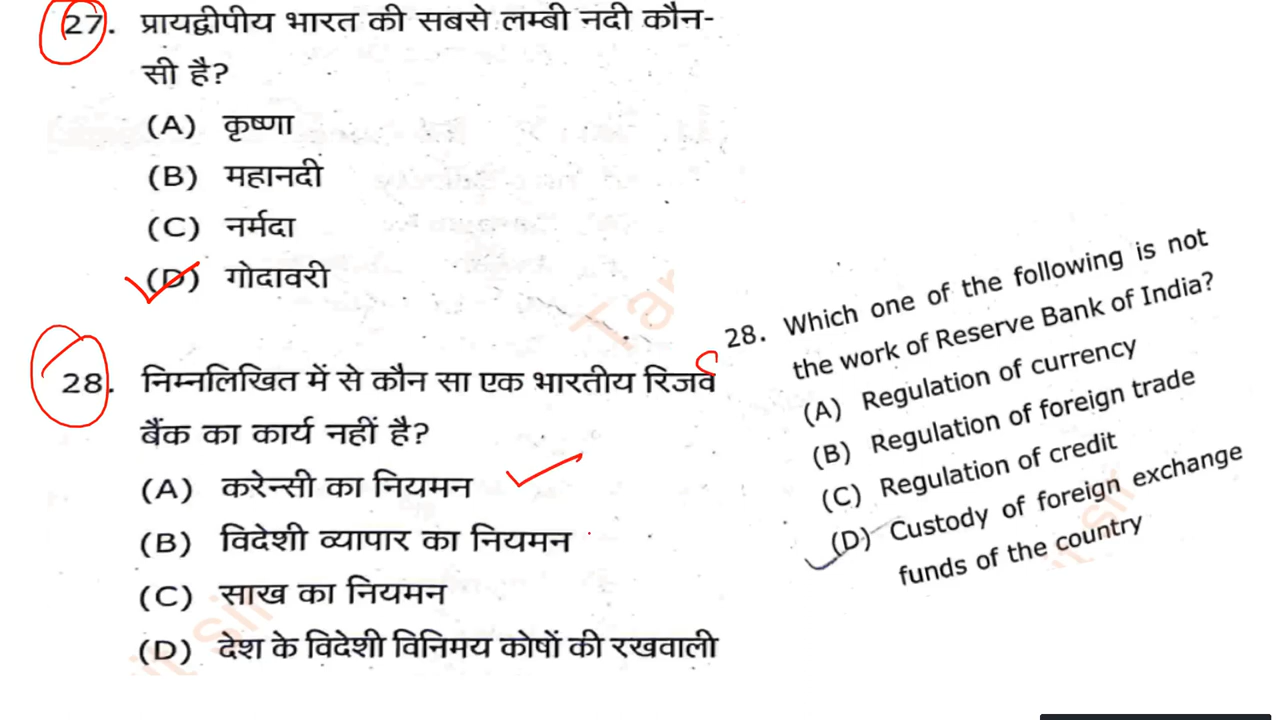 27. प्रायद्वीपीय भारत की सबसे लम्बी नदी कौन-
सी है?
(A) कृष्णा
(B) महानदी
(C) नर्मदा
(D) गोदावरी
28. निम्नलिखित में से कौन सा एक भारतीय रिजर्व
बैंक का कार्य नहीं है?
(A) करेन्सी का नियमन
(B) विदेशी व्यापार का नियमन
(C) साख का नियमन
(D) देश के विदेशी विनिमय कोषों की रखवाली
28. Which one of the following is not
the work of Reserve Bank of India?
(A) Regulation of currency
(B) Regulation of foreign trade
(C) Regulation of credit
(D) Custody of foreign exchange
funds of the country